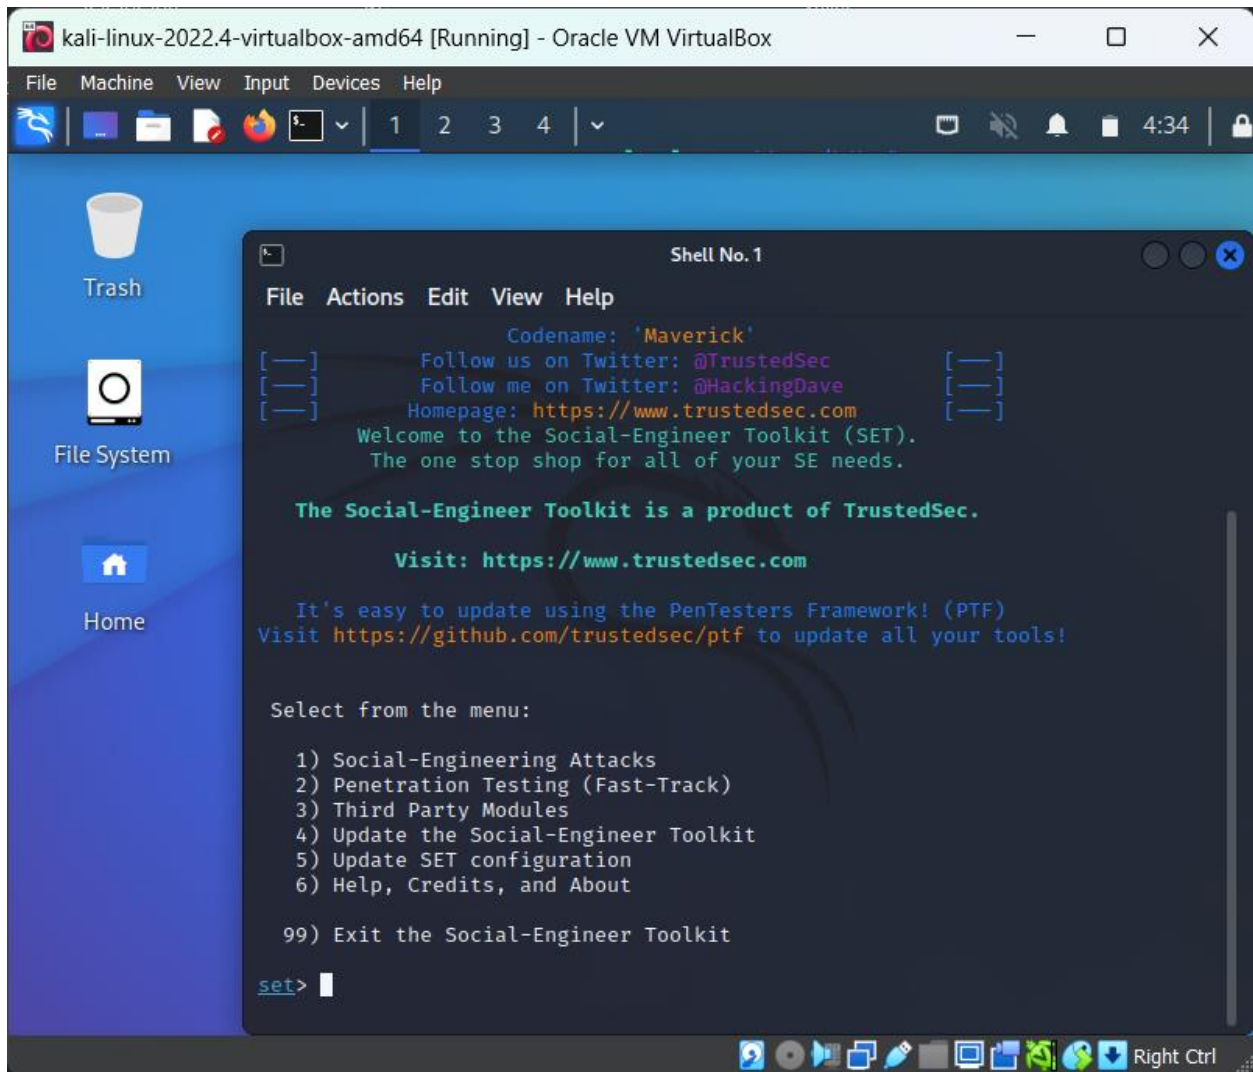 kali-linux-2022.4-virtualbox-amd64 [Running] - Oracle VM VirtualBox
File Machine View Input Devices Help
1 2 3 4 4:34
Trash
File System
Home
Shell No. 1
File Actions Edit View Help
Codename: 'Maverick'
[---] Follow us on Twitter: @TrustedSec [---]
[---] Follow me on Twitter: @HackingDave [---]
[---] Homepage: https://www.trustedsec.com [---]
Welcome to the Social-Engineer Toolkit (SET).
The one stop shop for all of your SE needs.
The Social-Engineer Toolkit is a product of TrustedSec.
Visit: https://www.trustedsec.com
It's easy to update using the PenTesters Framework! (PTF)
Visit https://github.com/trustedsec/ptf to update all your tools!
Select from the menu:
1) Social-Engineering Attacks
2) Penetration Testing (Fast-Track)
3) Third Party Modules
4) Update the Social-Engineer Toolkit
5) Update SET configuration
6) Help, Credits, and About
99) Exit the Social-Engineer Toolkit
set>
Right Ctrl